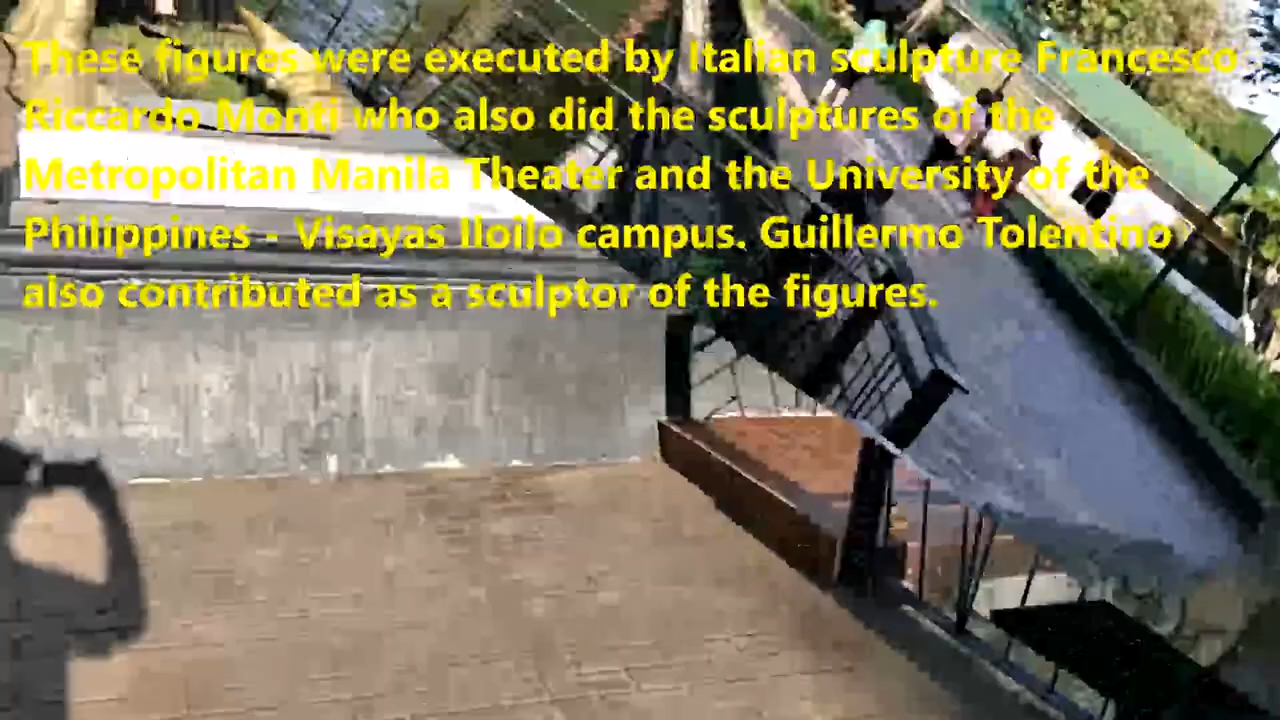 These figures were executed by Italian sculpture Francesco
Riccardo Monti who also did the sculptures of the
Metropolitan Manila Theater and the University of the
Philippines - Visayas Iloilo campus. Guillermo Tolentino
also contributed as a sculptor of the figures.